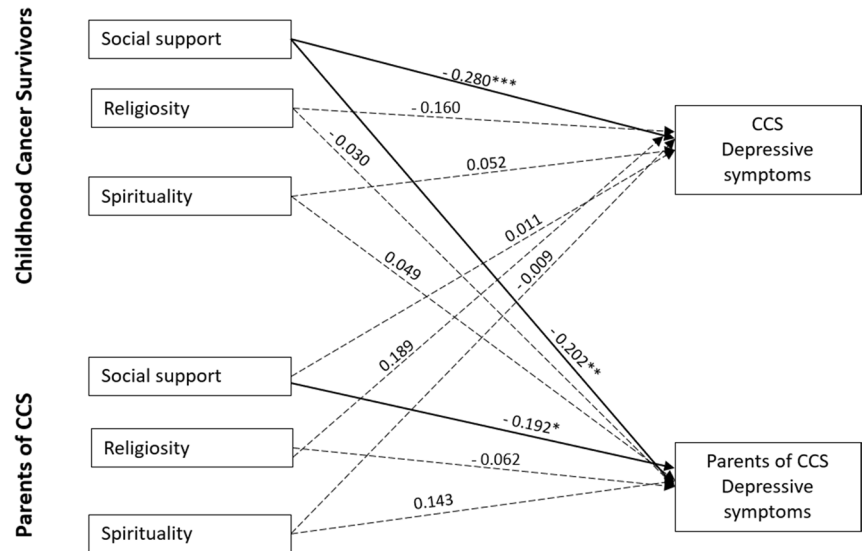 Childhood Cancer Survivors
Social support
Religiosity
Spirituality
- 0.280***
- 0.160
- 0.030
0.052
0.049
CCS
Depressive
symptoms
Parents of CCS
Social support
Religiosity
Spirituality
0.011
- 0.009
0.189
- 0.202**
- 0.192*
- 0.062
0.143
Parents of CCS
Depressive
symptoms